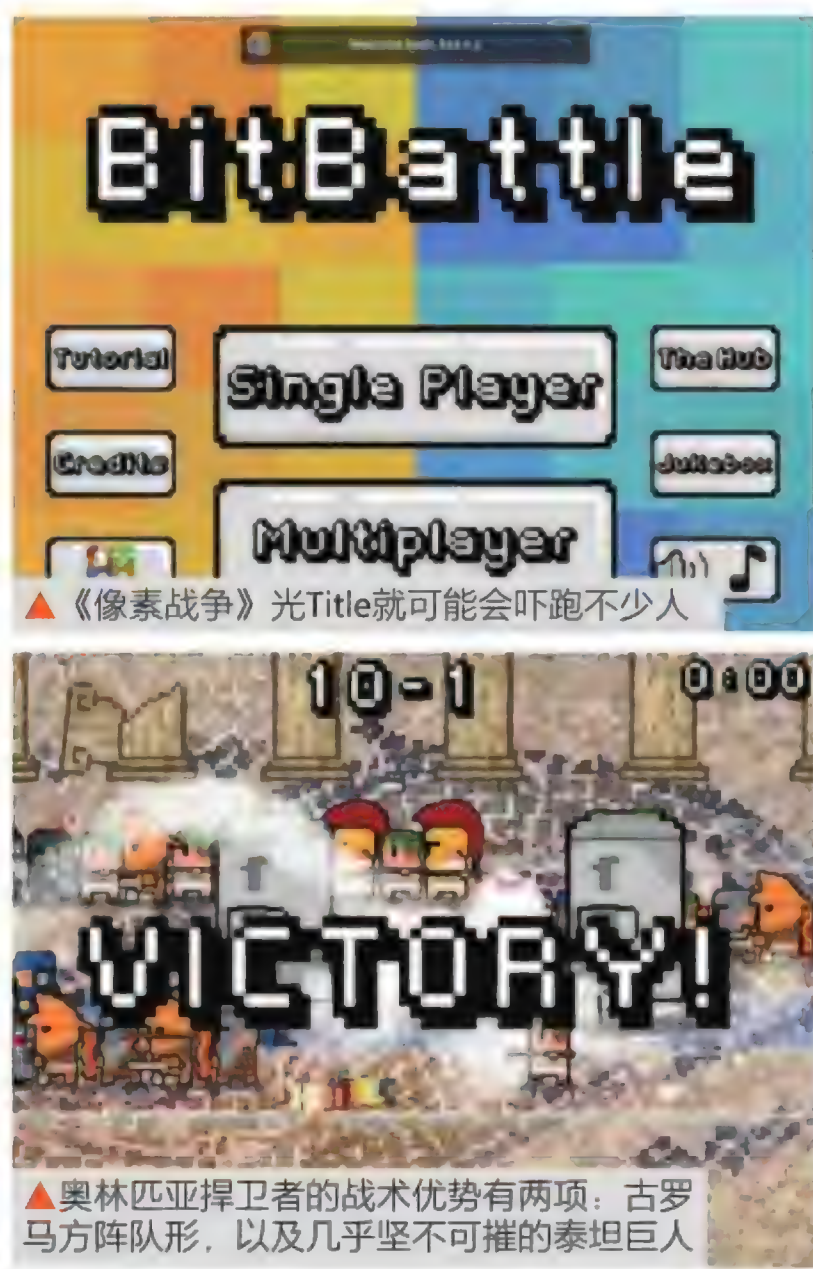 BitBattle
Tutorial
Single Player
The Hub
Credits
Jukebox
Multiplayer
▲《像素战争》光Title就可能会吓跑不少人
10-1
0:00
VICTORY!
▲奥林匹亚捍卫者的战术优势有两项：古罗
马方阵队形，以及几乎坚不可摧的泰坦巨人